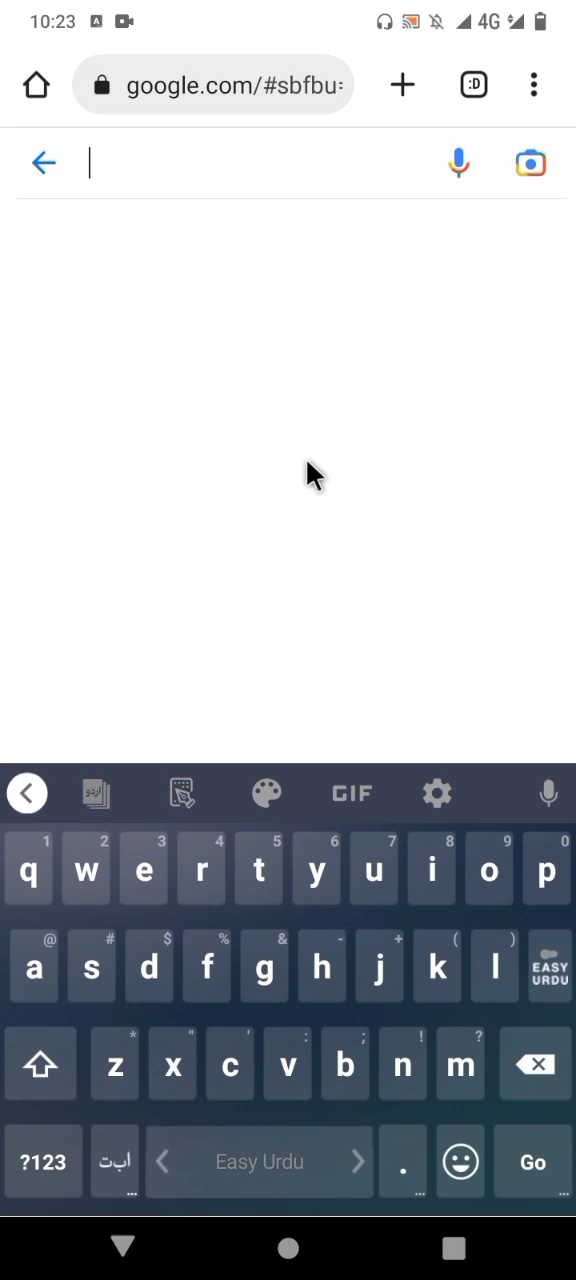 10:23 A 4G
google.com/#sbfbu=
:D
اردو GIF
1 2 3 4 5 6 7 8 9 0
q w e r t y u i o p
@ # $ % & - + ( )
a s d f g h j k l EASY URDU
* " ' : ; ! ?
z x c v b n m
?123 ا ب ت ... Easy Urdu . ... Go ...